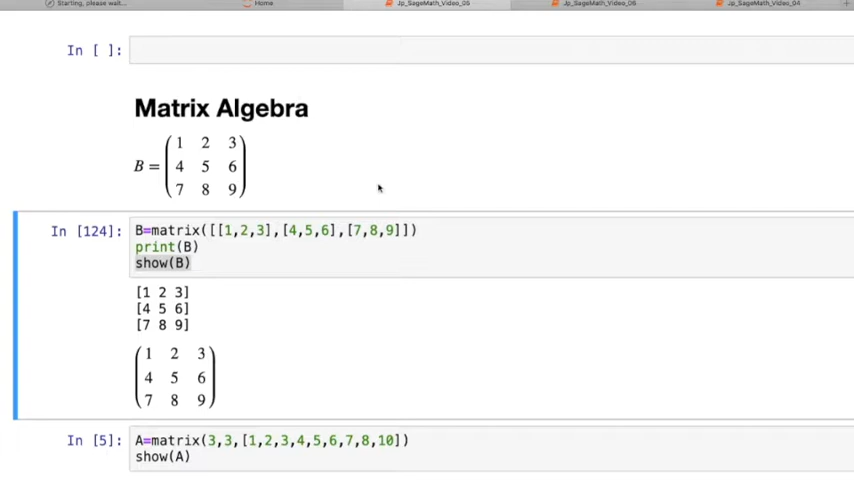 Starting, please wait...
Home
Jp_SageMath_Video_05
Jp_SageMath_Video_06
Jp_SageMath_Video_04
In [ ]:
Matrix Algebra
B = ( 1 2 3
4 5 6
7 8 9 )
In [124]: B=matrix([[1,2,3],[4,5,6],[7,8,9]])
print(B)
show(B)
[1 2 3]
[4 5 6]
[7 8 9]
( 1 2 3
4 5 6
7 8 9 )
In [5]: A=matrix(3,3,[1,2,3,4,5,6,7,8,10])
show(A)